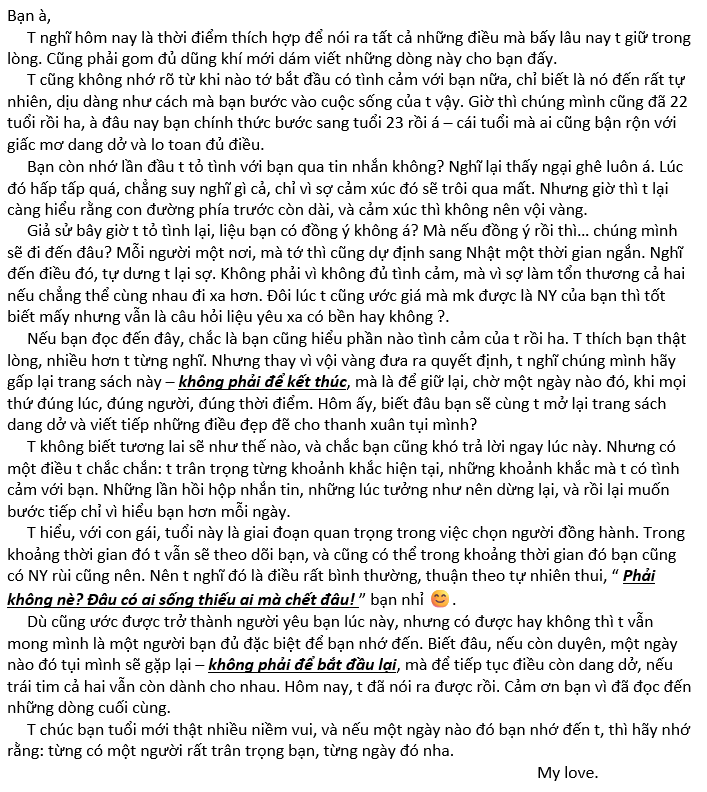 Bạn à,
T nghĩ hôm nay là thời điểm thích hợp để nói ra tất cả những điều mà bấy lâu nay t giữ trong
lòng. Cũng phải gom đủ dũng khí mới dám viết những dòng này cho bạn đấy.
T cũng không nhớ rõ từ khi nào tớ bắt đầu có tình cảm với bạn nữa, chỉ biết là nó đến rất tự
nhiên, dịu dàng như cách mà bạn bước vào cuộc sống của t vậy. Giờ thì chúng mình cũng đã 22
tuổi rồi ha, à đâu nay bạn chính thức bước sang tuổi 23 rồi á – cái tuổi mà ai cũng bận rộn với
giấc mơ dang dở và lo toan đủ điều.
Bạn còn nhớ lần đầu t tỏ tình với bạn qua tin nhắn không? Nghĩ lại thấy ngại ghê luôn á. Lúc
đó hấp tấp quá, chẳng suy nghĩ gì cả, chỉ vì sợ cảm xúc đó sẽ trôi qua mất. Nhưng giờ thì t lại
càng hiểu rằng con đường phía trước còn dài, và cảm xúc thì không nên vội vàng.
Giả sử bây giờ t tỏ tình lại, liệu bạn có đồng ý không á? Mà nếu đồng ý rồi thì… chúng mình
sẽ đi đến đâu? Mỗi người một nơi, mà tớ thì cũng dự định sang Nhật một thời gian ngắn. Nghĩ
đến điều đó, tự dưng t lại sợ. Không phải vì không đủ tình cảm, mà vì sợ làm tổn thương cả hai
nếu chẳng thể cùng nhau đi xa hơn. Đôi lúc t cũng ước giá mà mk được là NY của bạn thì tốt
biết mấy nhưng vẫn là câu hỏi liệu yêu xa có bền hay không ?.
Nếu bạn đọc đến đây, chắc là bạn cũng hiểu phần nào tình cảm của t rồi ha. T thích bạn thật
lòng, nhiều hơn t từng nghĩ. Nhưng thay vì vội vàng đưa ra quyết định, t nghĩ chúng mình hãy
gấp lại trang sách này – không phải để kết thúc, mà là để giữ lại, chờ một ngày nào đó, khi mọi
thứ đúng lúc, đúng người, đúng thời điểm. Hôm ấy, biết đâu bạn sẽ cùng t mở lại trang sách
dang dở và viết tiếp những điều đẹp đẽ cho thanh xuân tụi mình?
T không biết tương lai sẽ như thế nào, và chắc bạn cũng khó trả lời ngay lúc này. Nhưng có
một điều t chắc chắn: t trân trọng từng khoảnh khắc hiện tại, những khoảnh khắc mà t có tình
cảm với bạn. Những lần hồi hộp nhắn tin, những lúc tưởng như nên dừng lại, và rồi lại muốn
bước tiếp chỉ vì hiểu bạn hơn mỗi ngày.
T hiểu, với con gái, tuổi này là giai đoạn quan trọng trong việc chọn người đồng hành. Trong
khoảng thời gian đó t vẫn sẽ theo dõi bạn, và cũng có thể trong khoảng thời gian đó bạn cũng
có NY rùi cũng nên. Nên t nghĩ đó là điều rất bình thường, thuận theo tự nhiên thui, “ Phải
không nè? Đâu có ai sống thiếu ai mà chết đâu! ” bạn nhỉ 😊.
Dù cũng ước được trở thành người yêu bạn lúc này, nhưng có được hay không thì t vẫn
mong mình là một người bạn đủ đặc biệt để bạn nhớ đến. Biết đâu, nếu còn duyên, một ngày
nào đó tụi mình sẽ gặp lại – không phải để bắt đầu lại, mà để tiếp tục điều còn dang dở, nếu
trái tim cả hai vẫn còn dành cho nhau. Hôm nay, t đã nói ra được rồi. Cảm ơn bạn vì đã đọc đến
những dòng cuối cùng.
T chúc bạn tuổi mới thật nhiều niềm vui, và nếu một ngày nào đó bạn nhớ đến t, thì hãy nhớ
rằng: từng có một người rất trân trọng bạn, từng ngày đó nha.
My love.